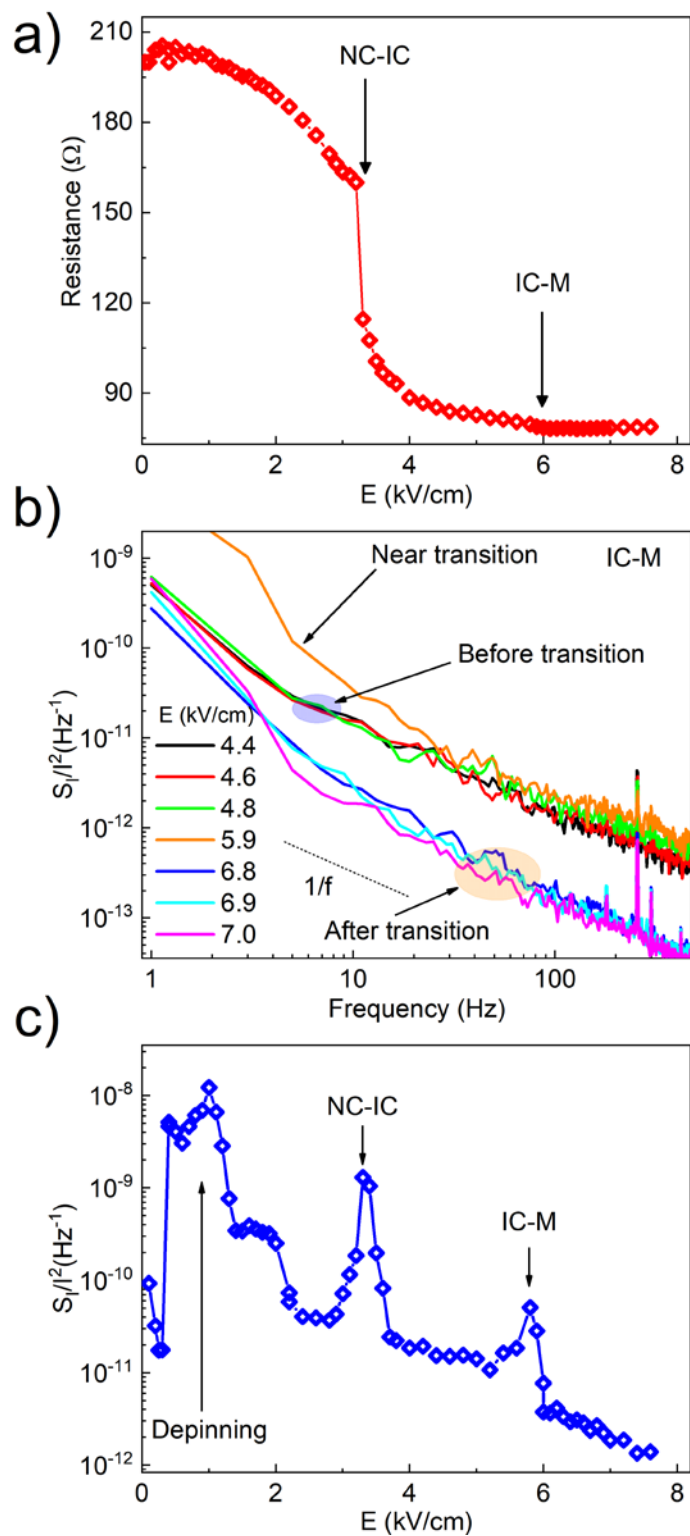 a)
210
180
150
120
90
Resistance (Ω)
NC-IC
IC-M
0 2 4 6 8
E (kV/cm)
b)
10⁻⁹
10⁻¹⁰
10⁻¹¹
10⁻¹²
10⁻¹³
S_I/I²(Hz⁻¹)
IC-M
Near transition
Before transition
E (kV/cm)
4.4
4.6
4.8
5.9
6.8
6.9
7.0
1/f
After transition
1 10 100
Frequency (Hz)
c)
10⁻⁸
10⁻⁹
10⁻¹⁰
10⁻¹¹
10⁻¹²
S_I/I²(Hz⁻¹)
NC-IC
IC-M
Depinning
0 2 4 6 8
E (kV/cm)